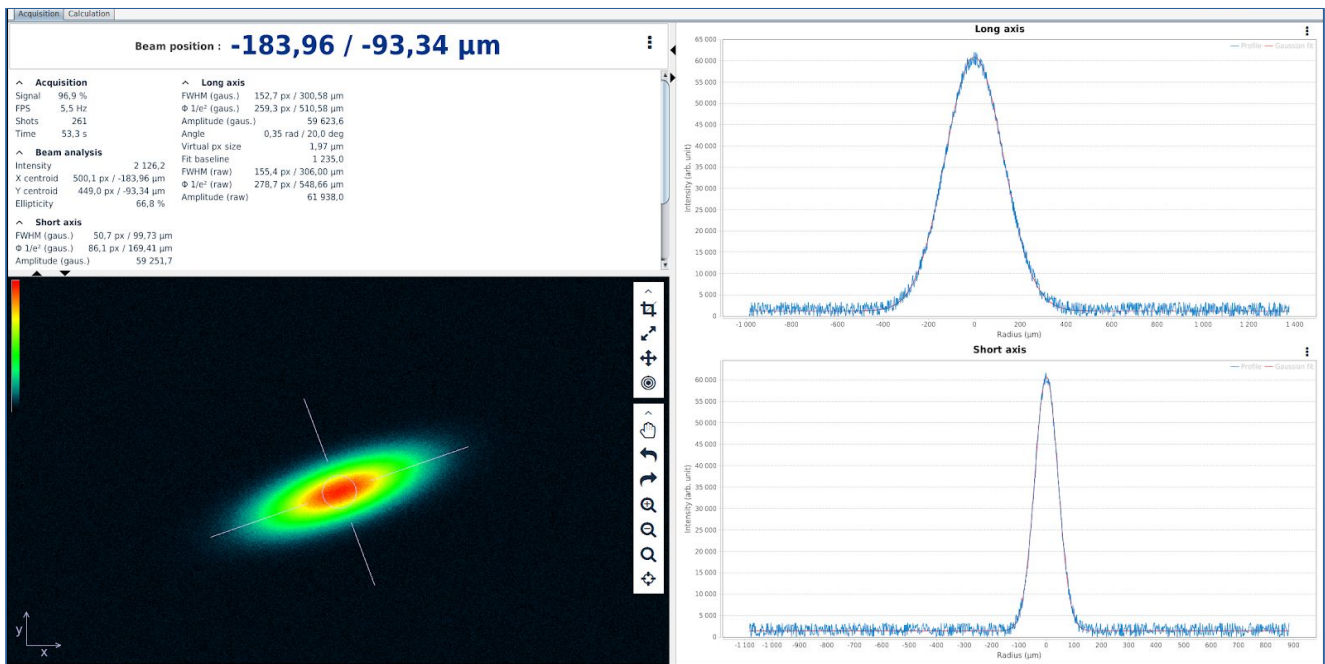 Acquisition Calculation
Beam position : -183,96 / -93,34 µm
Acquisition
Signal 96,9 %
FPS 5,5 Hz
Shots 261
Time 53,3 s
Beam analysis
Intensity 2 126,2
X centroid 500,1 px / -183,96 µm
Y centroid 449,0 px / -93,34 µm
Ellipticity 66,8 %
Short axis
FWHM (gaus.) 50,7 px / 99,73 µm
Φ 1/e² (gaus.) 86,1 px / 169,41 µm
Amplitude (gaus.) 59 251,7
Long axis
FWHM (gaus.) 152,7 px / 300,58 µm
Φ 1/e² (gaus.) 259,3 px / 510,58 µm
Amplitude (gaus.) 59 623,6
Angle 0,35 rad / 20,0 deg
Virtual px size 1,97 µm
Fit baseline 1 235,0
FWHM (raw) 155,4 px / 306,00 µm
Φ 1/e² (raw) 278,7 px / 548,66 µm
Amplitude (raw) 61 938,0
y
x
Long axis
Profile Gaussian fit
Intensity (arb. unit)
65 000
60 000
55 000
50 000
45 000
40 000
35 000
30 000
25 000
20 000
15 000
10 000
5 000
0
-1 000 -800 -600 -400 -200 0 200 400 600 800 1 000 1 200 1 400
Radius (µm)
Short axis
Profile Gaussian fit
Intensity (arb. unit)
60 000
55 000
50 000
45 000
40 000
35 000
30 000
25 000
20 000
15 000
10 000
5 000
0
-1 100 -1 000 -900 -800 -700 -600 -500 -400 -300 -200 -100 0 100 200 300 400 500 600 700 800 900
Radius (µm)